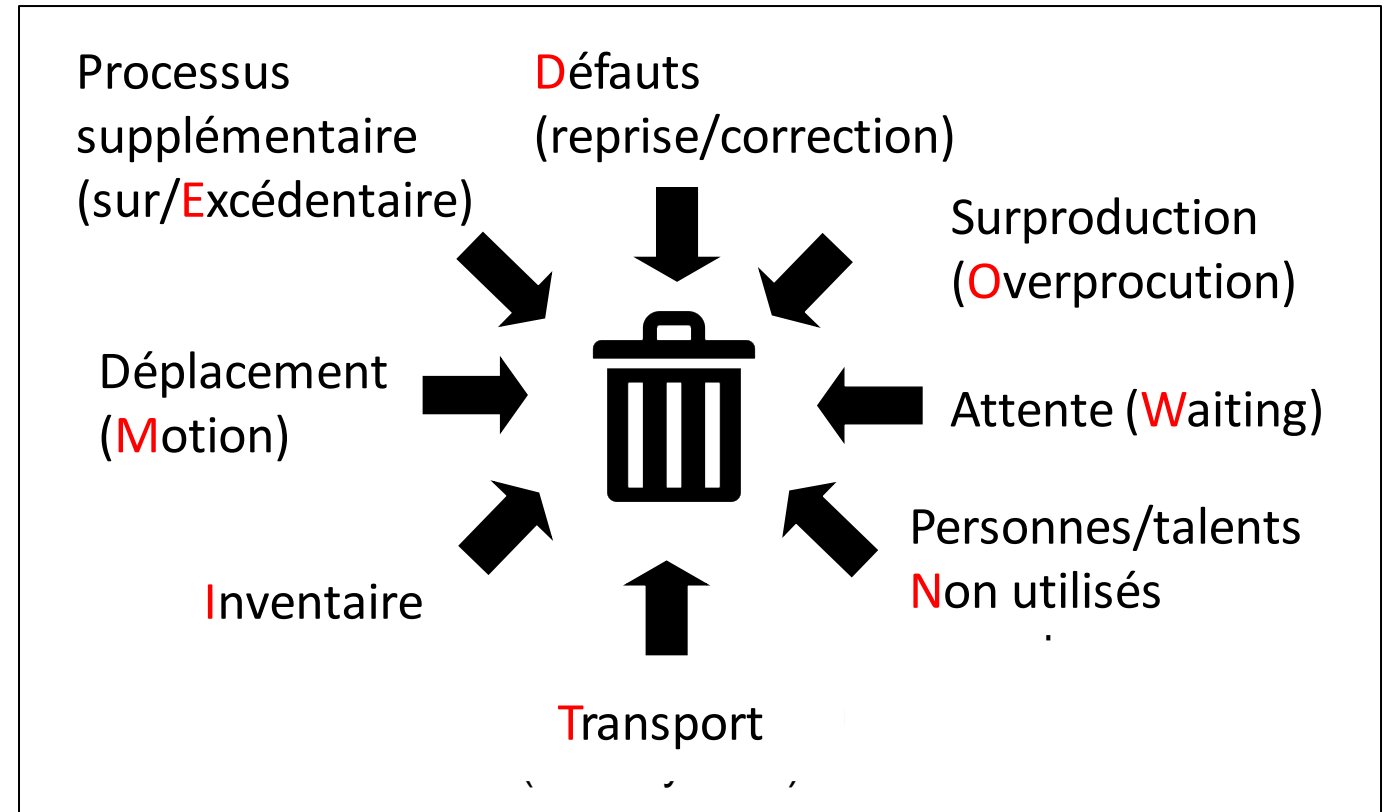 Processus
supplémentaire
(sur/Excédentaire)
Défauts
(reprise/correction)
Surproduction
(Overprocution)
Déplacement
(Motion)
Attente (Waiting)
Personnes/talents
Non utilisés
Inventaire
Transport